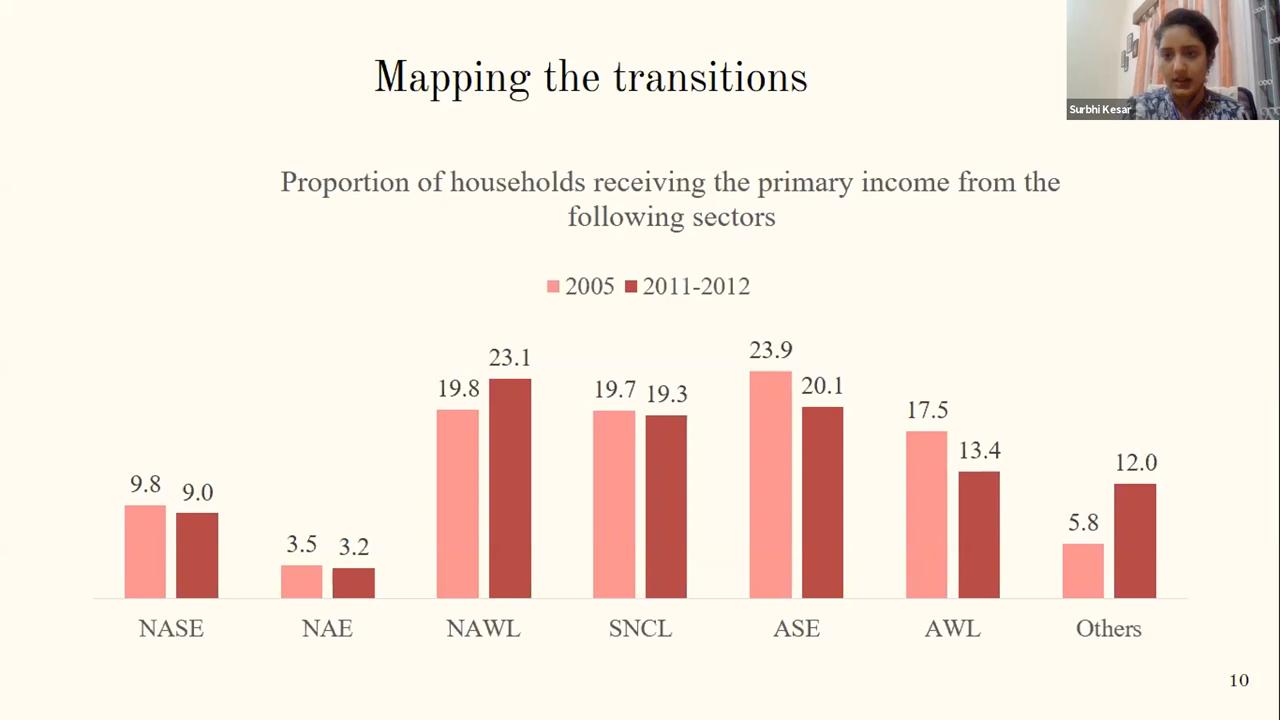 Mapping the transitions
Surbhi Kesar
Proportion of households receiving the primary income from the
following sectors
2005 2011-2012
9.8 9.0 3.5 3.2 19.8 23.1 19.7 19.3 23.9 20.1 17.5 13.4 5.8 12.0
NASE NAE NAWL SNCL ASE AWL Others
10